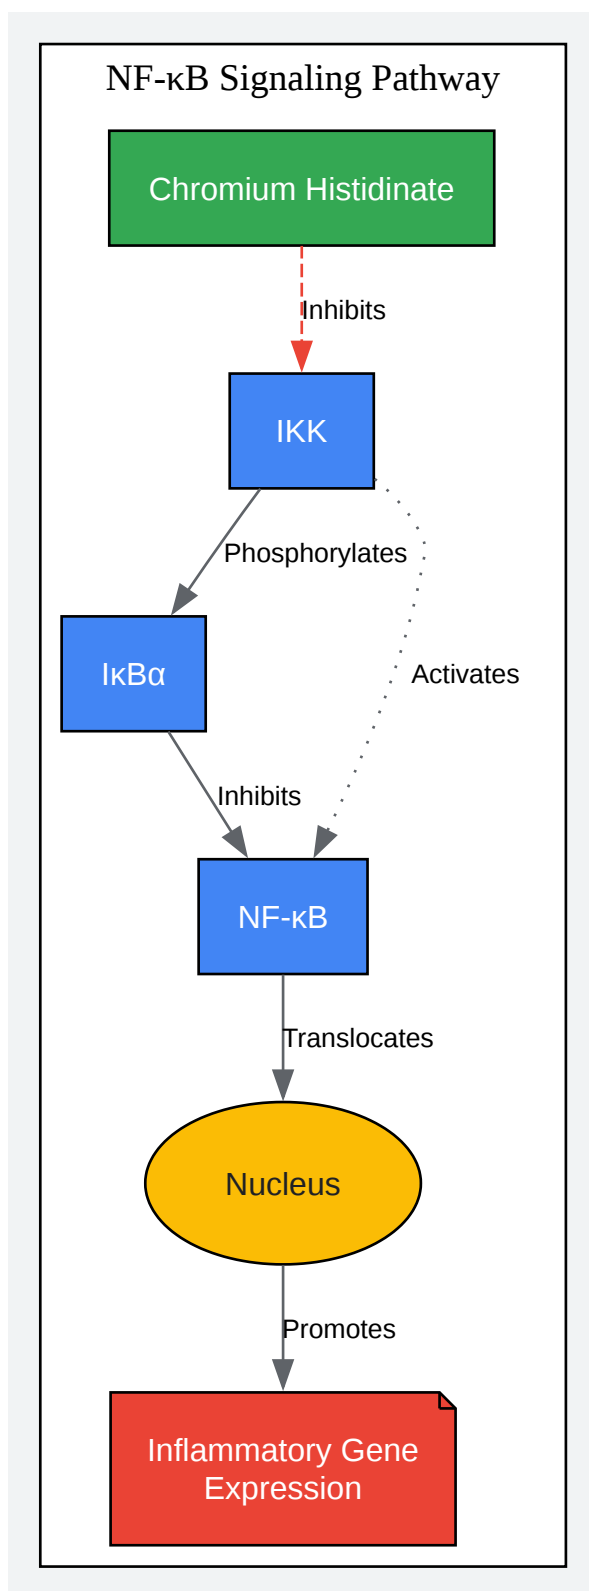 NF-κB Signaling Pathway
Chromium Histidinate
Inhibits
IKK
Phosphorylates
IκBα
Activates
Inhibits
NF-κB
Translocates
Nucleus
Promotes
Inflammatory Gene
Expression